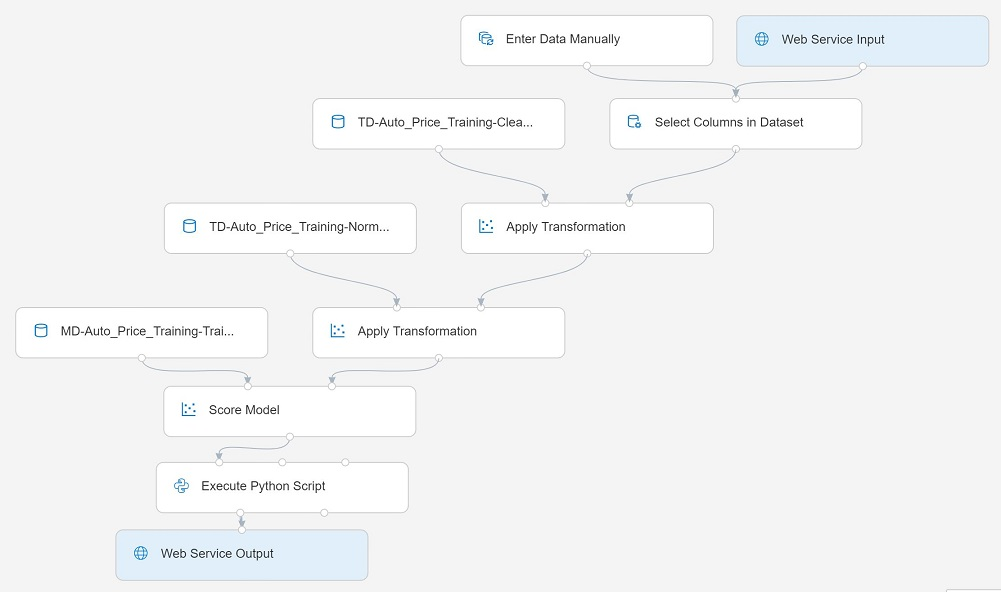 Enter Data Manually
Web Service Input
TD-Auto_Price_Training-Clea...
Select Columns in Dataset
TD-Auto_Price_Training-Norm...
Apply Transformation
MD-Auto_Price_Training-Trai...
Apply Transformation
Score Model
Execute Python Script
Web Service Output